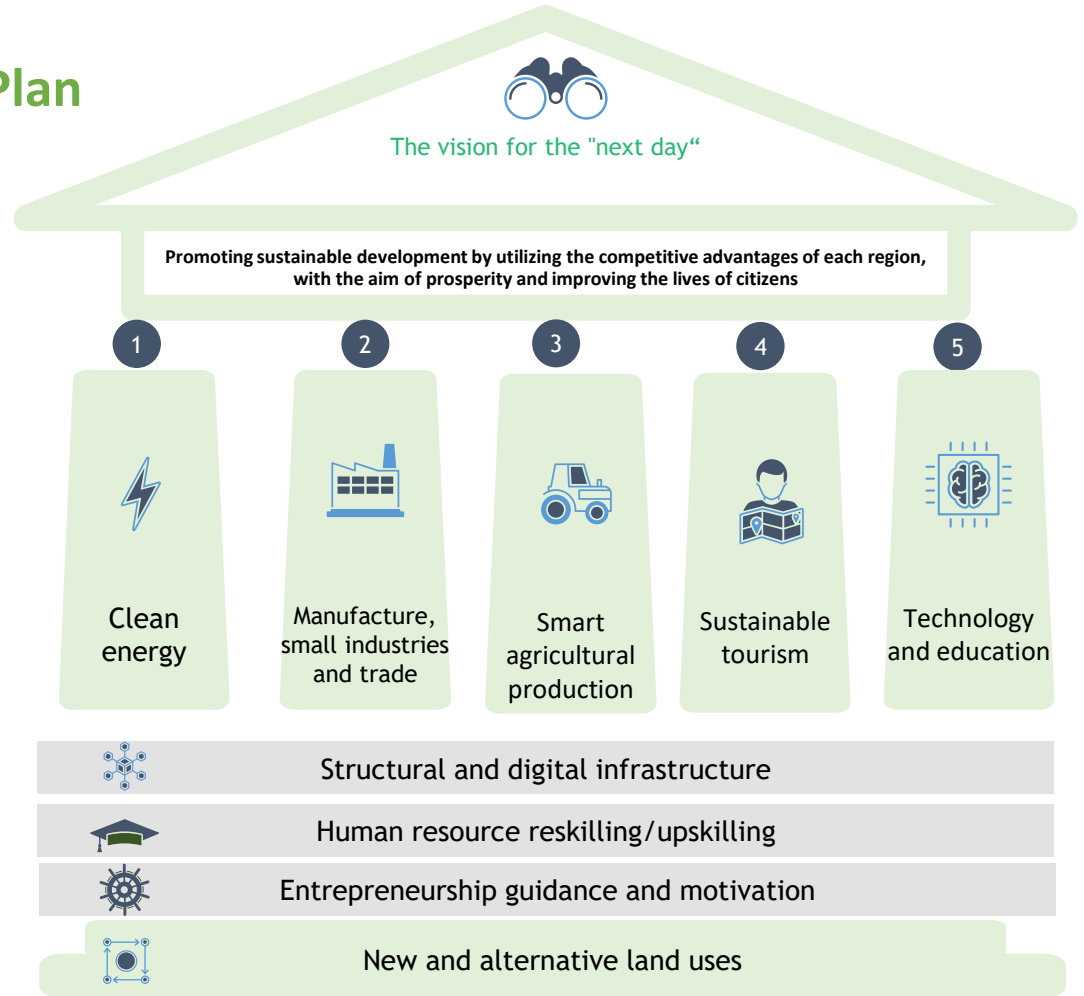 Plan
The vision for the "next day“
Promoting sustainable development by utilizing the competitive advantages of each region,
with the aim of prosperity and improving the lives of citizens
1
2
3
4
5
Clean
energy
Manufacture,
small industries
and trade
Smart
agricultural
production
Sustainable
tourism
Technology
and education
Structural and digital infrastructure
Human resource reskilling/upskilling
Entrepreneurship guidance and motivation
New and alternative land uses